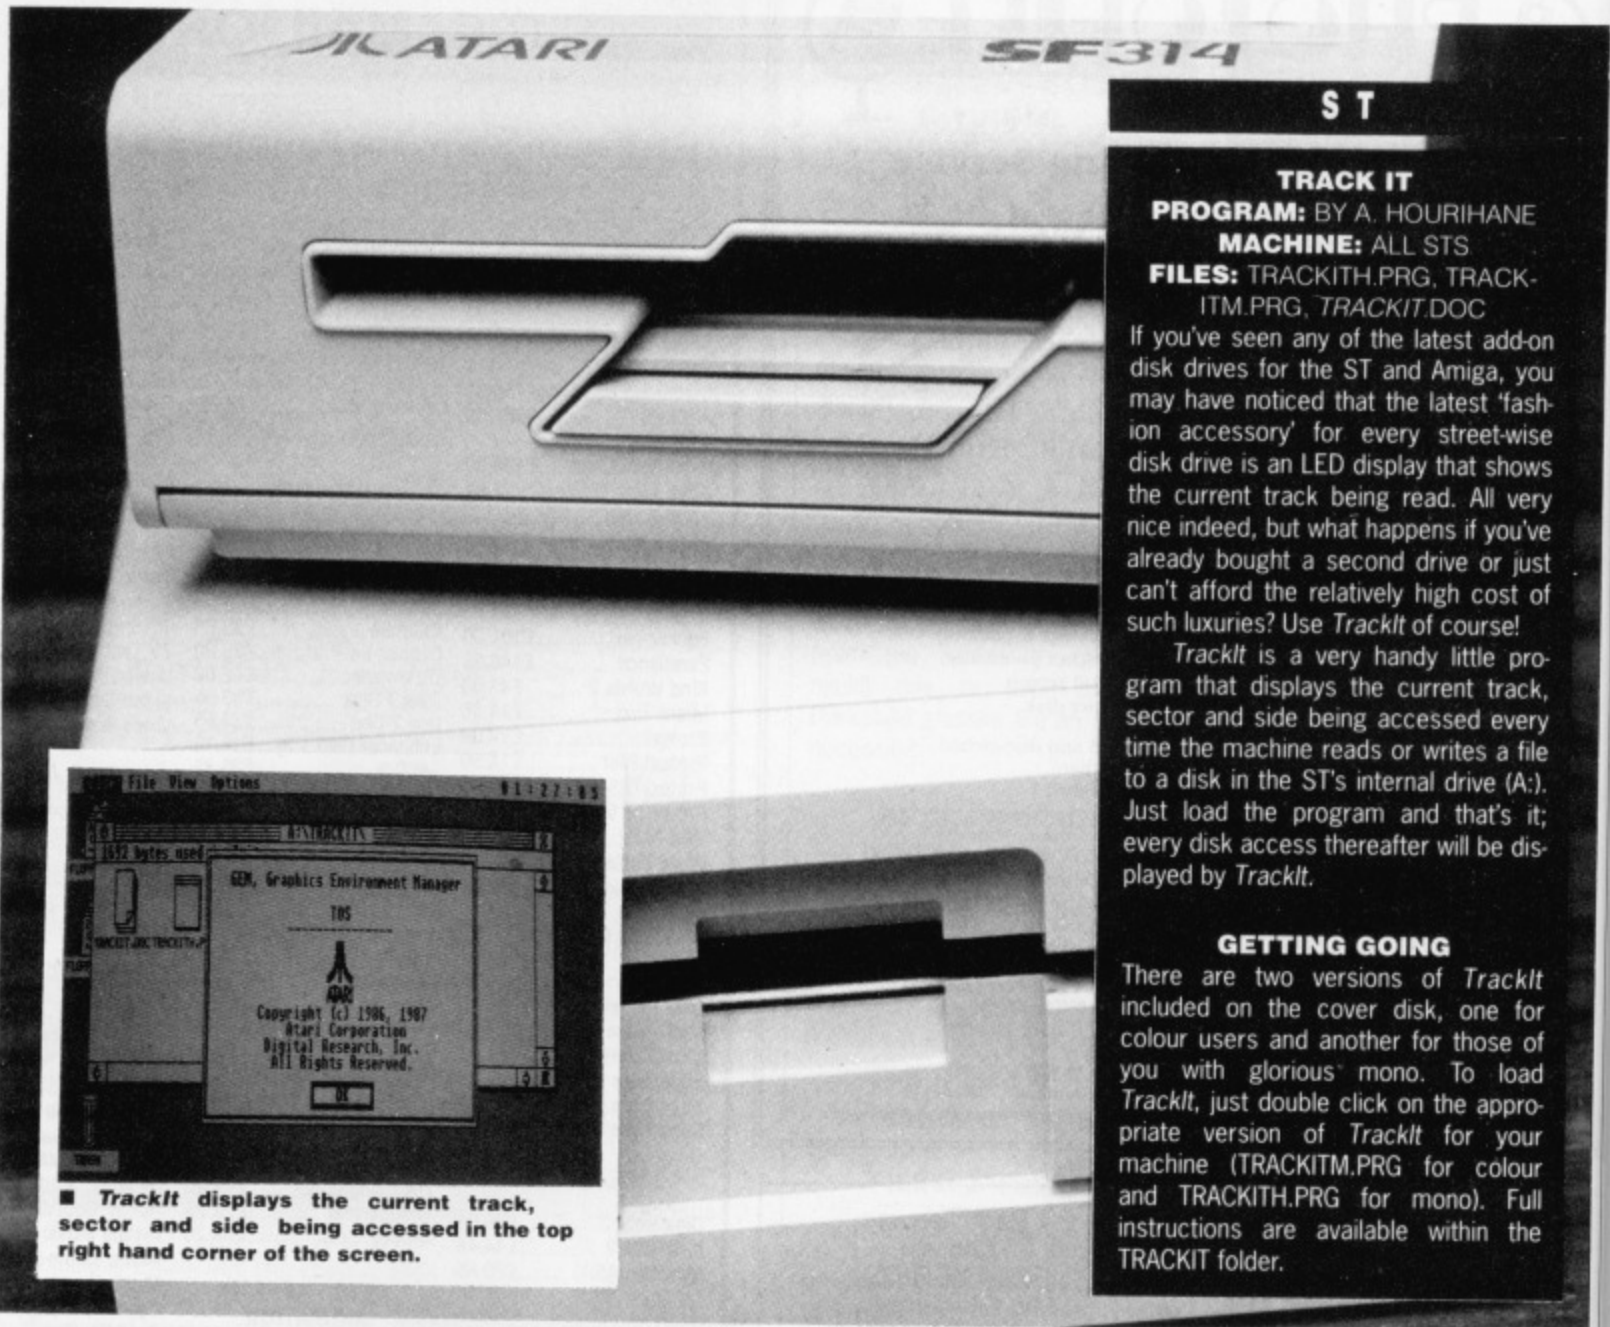 ATARI
SF314
S T
TRACK IT
PROGRAM: BY A. HOURIHANE
MACHINE: ALL STS
FILES: TRACKITH.PRG, TRACK-
ITM.PRG, TRACKIT.DOC
If you've seen any of the latest add-on
disk drives for the ST and Amiga, you
may have noticed that the latest 'fash-
ion accessory' for every street-wise
disk drive is an LED display that shows
the current track being read. All very
nice indeed, but what happens if you've
already bought a second drive or just
can't afford the relatively high cost of
such luxuries? Use TrackIt of course!
TrackIt is a very handy little pro-
gram that displays the current track,
sector and side being accessed every
time the machine reads or writes a file
to a disk in the ST's internal drive (A:).
Just load the program and that's it;
every disk access thereafter will be dis-
played by TrackIt.
GETTING GOING
There are two versions of TrackIt
included on the cover disk, one for
colour users and another for those of
you with glorious mono. To load
TrackIt, just double click on the appro-
priate version of TrackIt for your
machine (TRACKITM.PRG for colour
and TRACKITH.PRG for mono). Full
instructions are available within the
TRACKIT folder.
File View Options
01:27:05
A:\TRACKIT\
1692 bytes used
TRACKIT.DOC TRACKITH.P
GEM, Graphics Environment Manager
TOS
ATARI
Copyright (c) 1986, 1987
Atari Corporation
Digital Research, Inc.
All Rights Reserved.
OK
■ TrackIt displays the current track,
sector and side being accessed in the top
right hand corner of the screen.